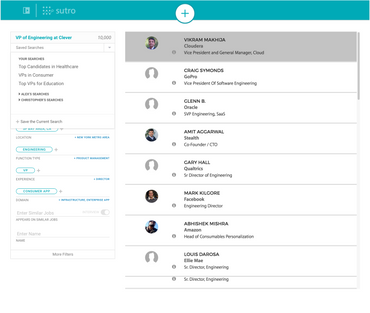 sutro
VP of Engineering at Clever
10,000
Saved Searches
YOUR SEARCHES
Top Candidates in Healthcare
VPs in Consumer
Top VPs for Education
ALEX'S SEARCHES
CHRISTOPHER'S SEARCHES
+ Save the Current Search
LOCATION
+ NEW YORK METRO AREA
ENGINEERING
FUNCTION TYPE
+ PRODUCT MANAGEMENT
VP
EXPERIENCE
+ DIRECTOR
CONSUMER APP
DOMAIN
+ INFRASTRUCTURE, ENTERPRISE APP
Enter Similar Jobs
APPEARS ON SIMILAR JOBS
Enter Name
NAME
More Filters
VIKRAM MAKHIJA
Cloudera
Vice President and General Manager, Cloud
CRAIG SYMONDS
GoPro
Vice President Of Software Engineering
GLENN B.
Oracle
SVP Engineering, SaaS
AMIT AGGARWAL
Stealth
Co-Founder / CTO
GARY HALL
Qualtrics
Sr Director of Engineering
MARK KILGORE
Facebook
Engineering Director
ABHISHEK MISHRA
Amazon
Head of Consumables Personalization
LOUIS DAROSA
Ellie Mae
Sr. Director, Engineering
Sr. Director, Engineering